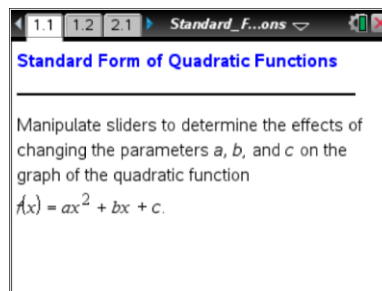 1.1 1.2 2.1 Standard_F...ons
Standard Form of Quadratic Functions
Manipulate sliders to determine the effects of
changing the parameters a, b, and c on the
graph of the quadratic function
f(x) = ax² + bx + c.